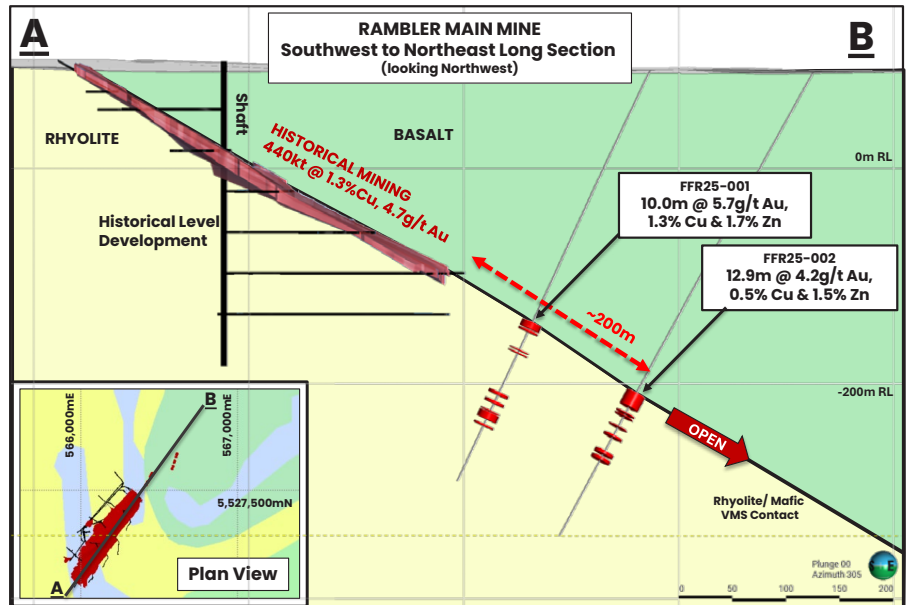 A
B
RAMBLER MAIN MINE
Southwest to Northeast Long Section
(looking Northwest)
RHYOLITE
Shaft
BASALT
HISTORICAL MINING
440kt @ 1.3%Cu, 4.7g/t Au
0m RL
FFR25-001
10.0m @ 5.7g/t Au,
1.3% Cu & 1.7% Zn
Historical Level
Development
FFR25-002
12.9m @ 4.2g/t Au,
0.5% Cu & 1.5% Zn
~200m
-200m RL
OPEN
Rhyolite/ Mafic
VMS Contact
B
566,000mE
567,000mE
5,527,500mN
Plan View
A
Plunge 00
Azimuth 305
E
0 50 100 150 200